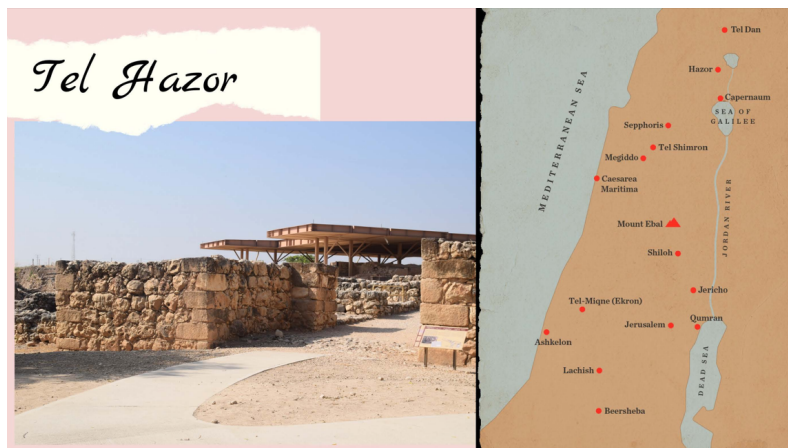 Tel Hazor
Tel Dan
Hazor
Capernaum
SEA OF
GALILEE
Sepphoris
Tel Shimron
Megiddo
MEDITERRANEAN SEA
Caesarea
Maritima
JORDAN RIVER
Mount Ebal
Shiloh
Jericho
Tel-Miqne (Ekron)
Qumran
Jerusalem
Ashkelon
DEAD SEA
Lachish
Beersheba